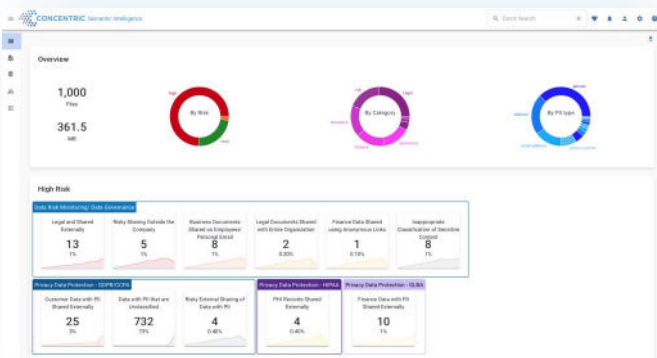 CONCENTRIC Semantic Intelligence
Quick Search
Overview
1,000
Files
361.5
MB
high
By Risk
By Category
legal
finance
By PII type
person
address
High Risk
Data Risk Monitoring/ Data Governance
Legal and Shared
Externally
13
1%
Risky Sharing Outside the
Company
5
1%
Business Documents
Shared on Employees'
Personal Email
8
1%
Legal Documents Shared
with Entire Organization
2
0.20%
Finance Data Shared
using Anonymous Links
1
0.10%
Inappropriate
Classification of Sensitive
Content
8
1%
Privacy Data Protection - GDPR/CCPA
Customer Data with PII
Shared Externally
25
3%
Data with PII that are
Unclassified
732
73%
Risky External Sharing of
Data with PII
4
0.40%
Privacy Data Protection - HIPAA
PHI Records Shared
Externally
4
0.40%
Privacy Data Protection - GLBA
Finance Data with PII
Shared Externally
10
1%